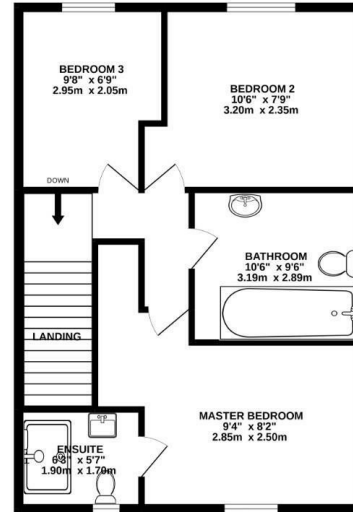 BEDROOM 3
9'8" x 6'9"
2.95m x 2.05m
BEDROOM 2
10'6" x 7'9"
3.20m x 2.35m
DOWN
BATHROOM
10'6" x 9'6"
3.19m x 2.89m
LANDING
MASTER BEDROOM
9'4" x 8'2"
2.85m x 2.50m
ENSUITE
6'3" x 5'7"
1.90m x 1.70m